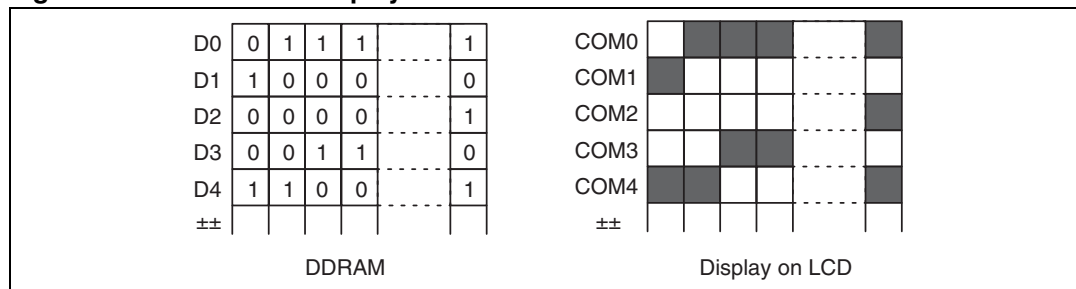 D0 0 1 1 1 1
D1 1 0 0 0 0
D2 0 0 0 0 1
D3 0 0 1 1 0
D4 1 1 0 0 1
±±
DDRAM
COM0
COM1
COM2
COM3
COM4
±±
Display on LCD